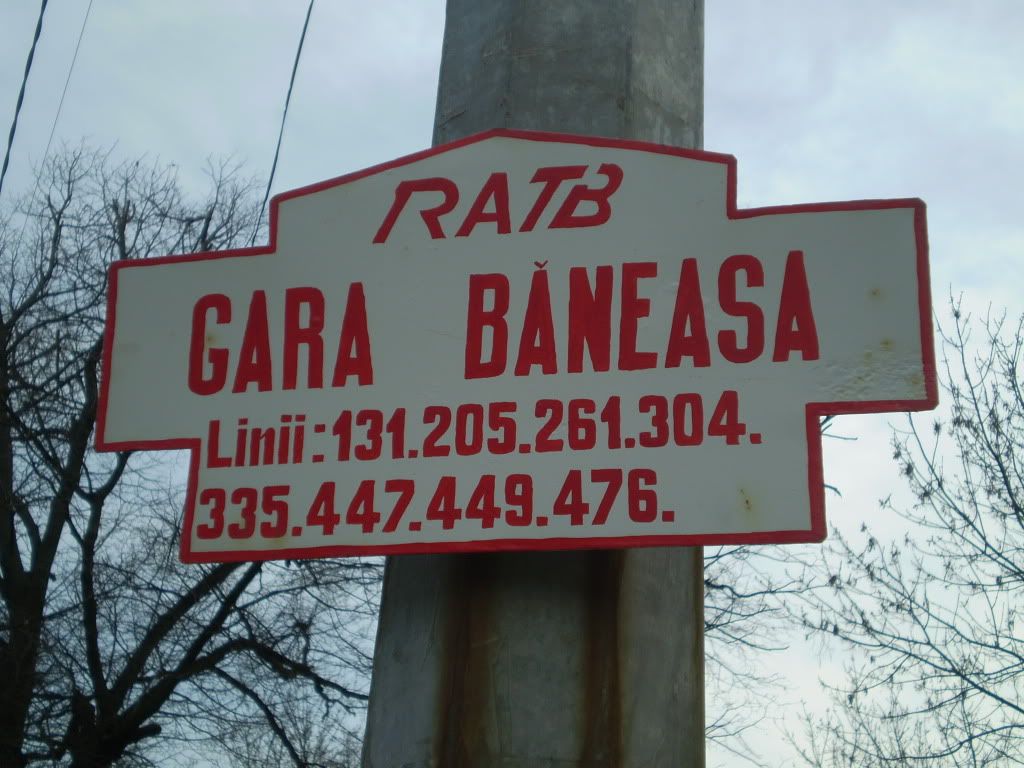 RATB
GARA BĂNEASA
Linii:131.205.261.304.
335.447.449.476.